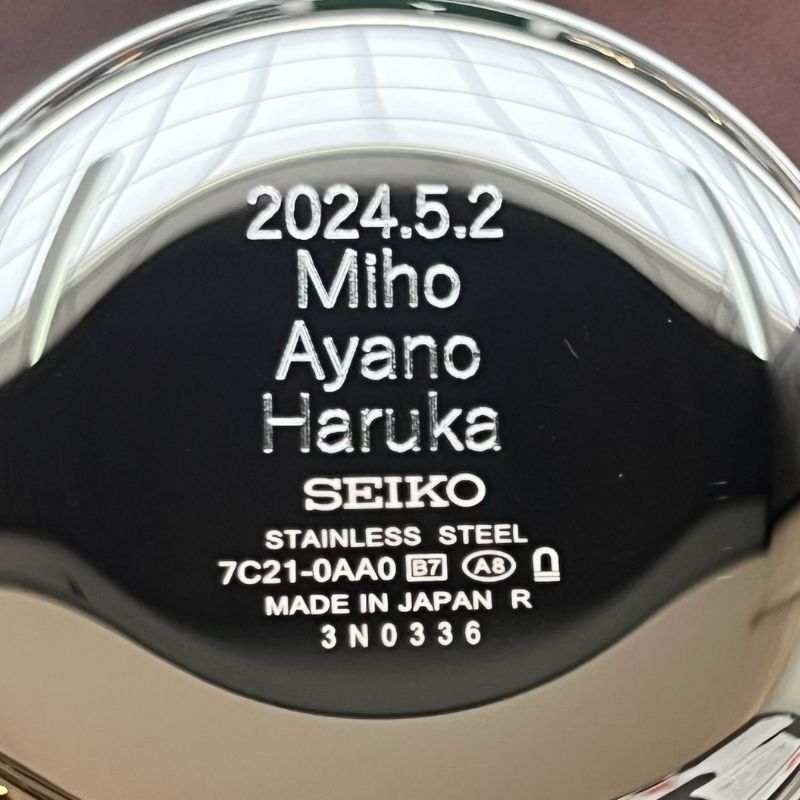 2024.5.2
Miho
Ayano
Haruka
SEIKO
STAINLESS STEEL
7C21-0AA0 B7 A8
MADE IN JAPAN R
3N0336